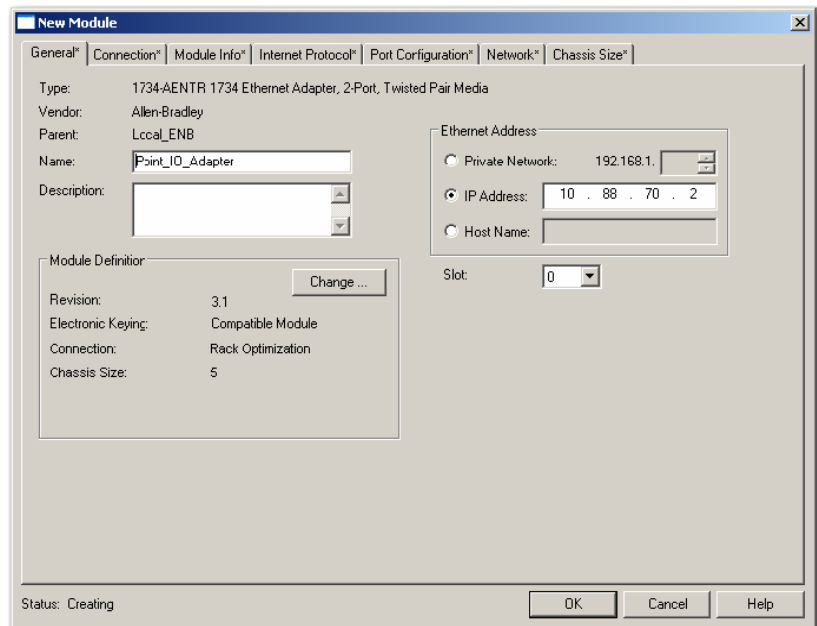 New Module
General* Connection* Module Info* Internet Protocol* Port Configuration* Network* Chassis Size*
Type: 1734-AENTR 1734 Ethernet Adapter, 2-Port, Twisted Pair Media
Vendor: Allen-Bradley
Parent: Local_ENB
Name: Point_IO_Adapter
Description:
Ethernet Address
Private Network: 192.168.1.
IP Address: 10 . 88 . 70 . 2
Host Name:
Slot: 0
Module Definition
Change ...
Revision: 3.1
Electronic Keying: Compatible Module
Connection: Rack Optimization
Chassis Size: 5
Status: Creating
OK Cancel Help